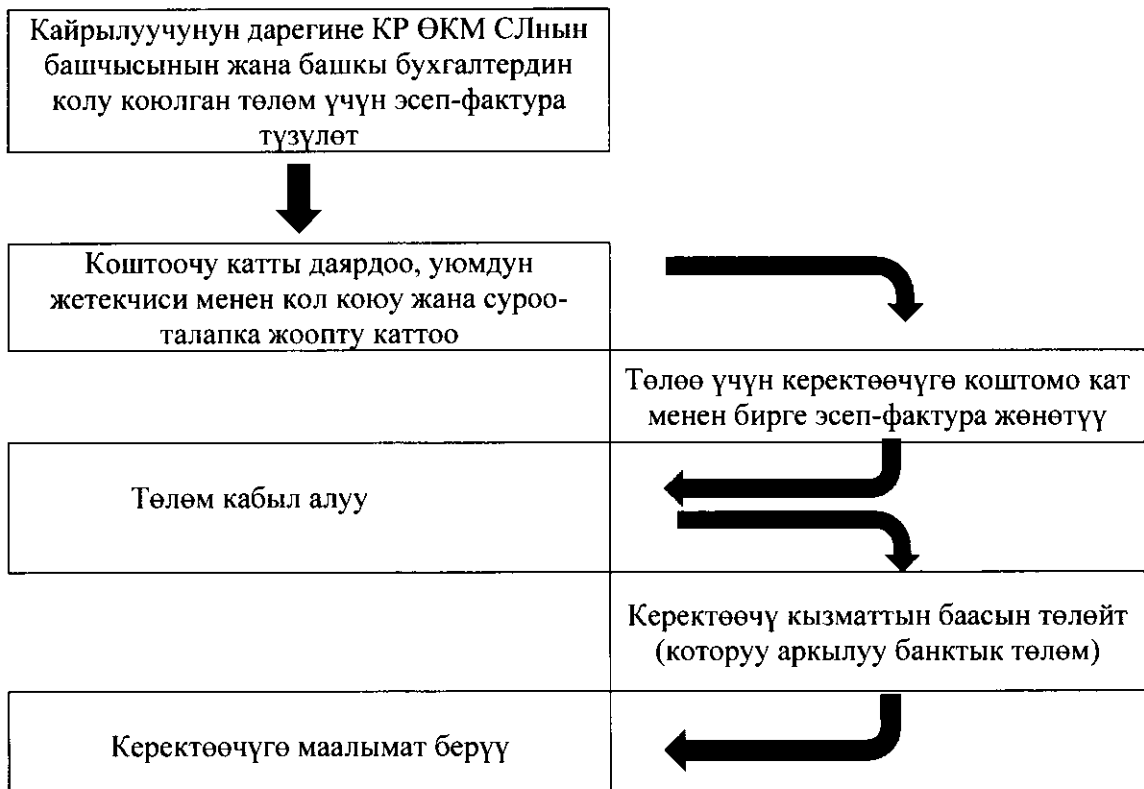 Кайрылуучунун дарегине КР ӨКМ СЛнын
башчысынын жана башкы бухгалтердин
колу коюлган төлөм үчүн эсеп-фактура
түзүлөт
Коштоочу катты даярдоо, уюмдун
жетекчиси менен кол коюу жана суроо-
талапка жоопту каттоо
Төлөө үчүн керектөөчүгө коштомо кат
менен бирге эсеп-фактура жөнөтүү
Төлөм кабыл алуу
Керектөөчү кызматтын баасын төлөйт
(которуу аркылуу банктык төлөм)
Керектөөчүгө маалымат берүү